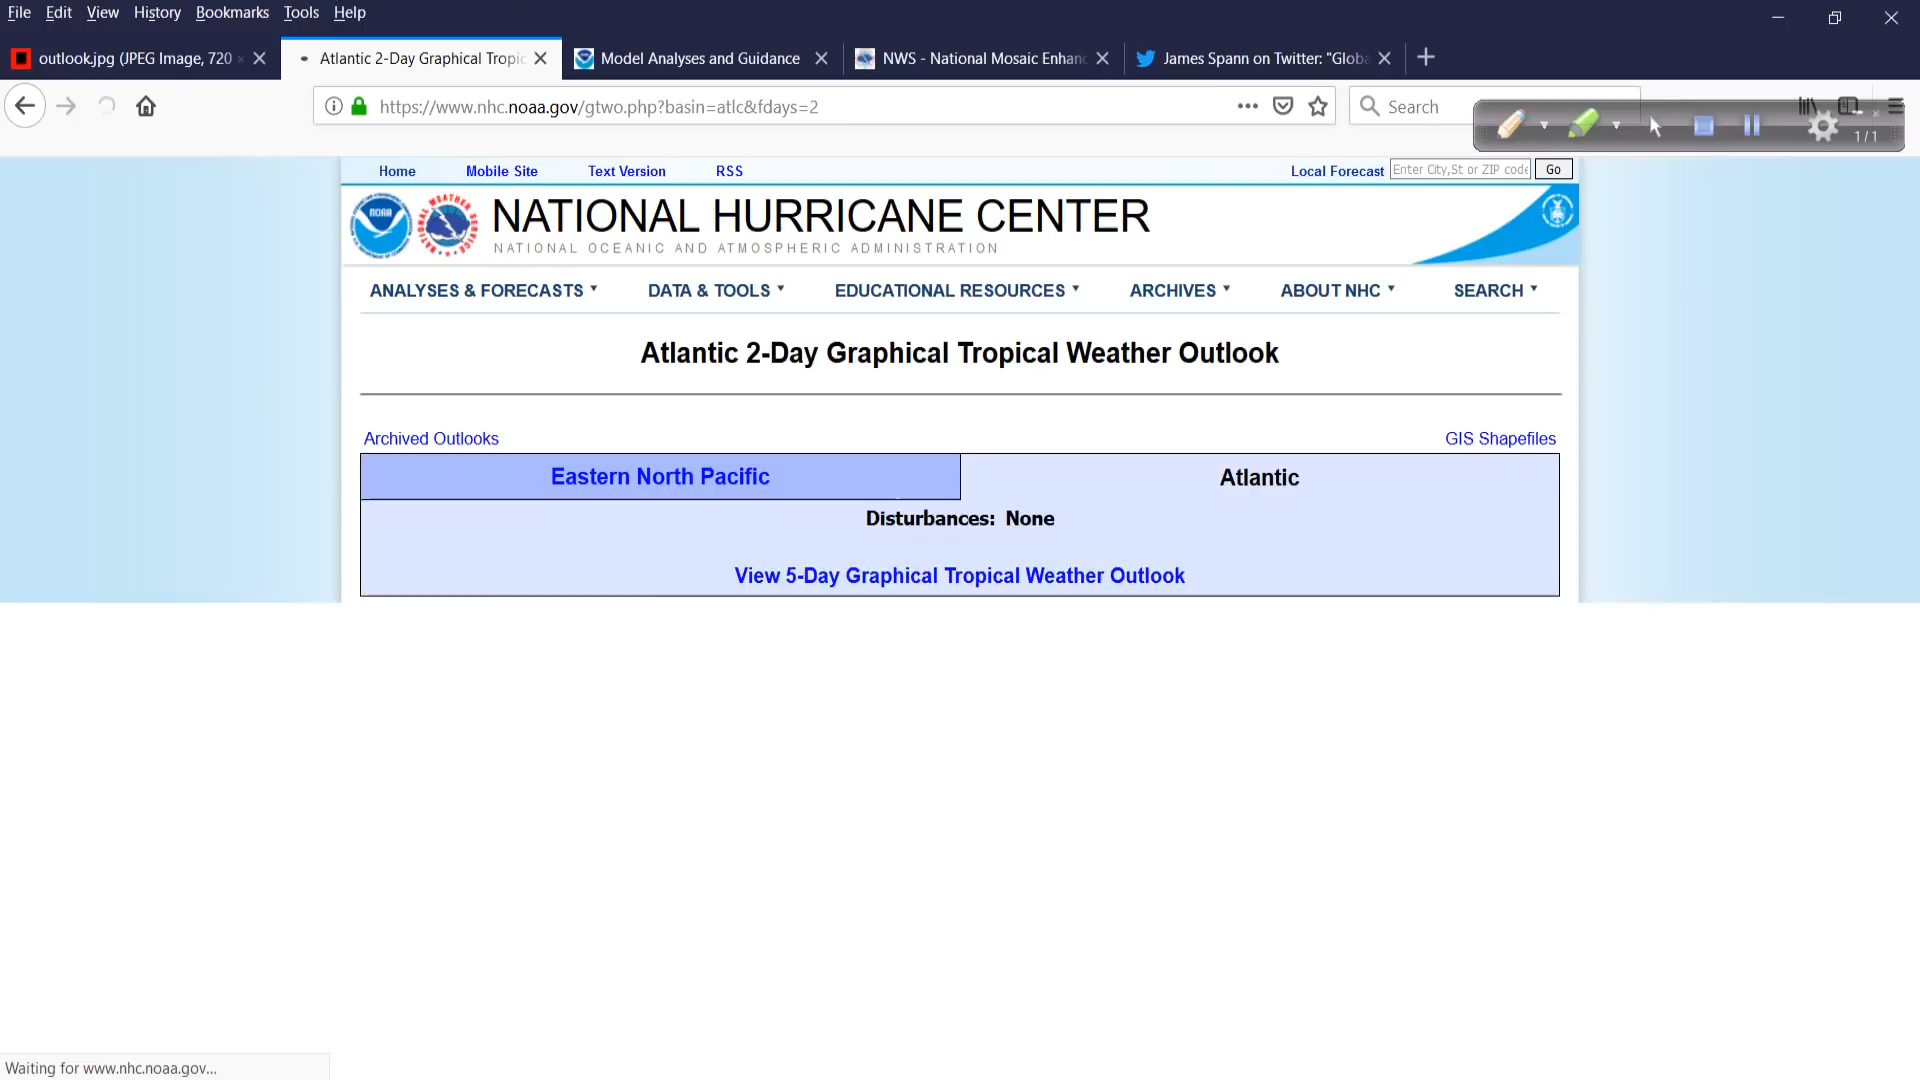 File Edit View History Bookmarks Tools Help
outlook.jpg (JPEG Image, 720
Atlantic 2-Day Graphical Tropic
Model Analyses and Guidance
NWS - National Mosaic Enhan
James Spann on Twitter: "Globa
https://www.nhc.noaa.gov/gtwo.php?basin=atlc&fdays=2
Search
1/1
Home Mobile Site Text Version RSS Local Forecast Enter City,St or ZIP code Go
NOAA
NATIONAL HURRICANE CENTER
NATIONAL OCEANIC AND ATMOSPHERIC ADMINISTRATION
ANALYSES & FORECASTS DATA & TOOLS EDUCATIONAL RESOURCES ARCHIVES ABOUT NHC SEARCH
Atlantic 2-Day Graphical Tropical Weather Outlook
Archived Outlooks GIS Shapefiles
Eastern North Pacific Atlantic
Disturbances: None
View 5-Day Graphical Tropical Weather Outlook
Waiting for www.nhc.noaa.gov...